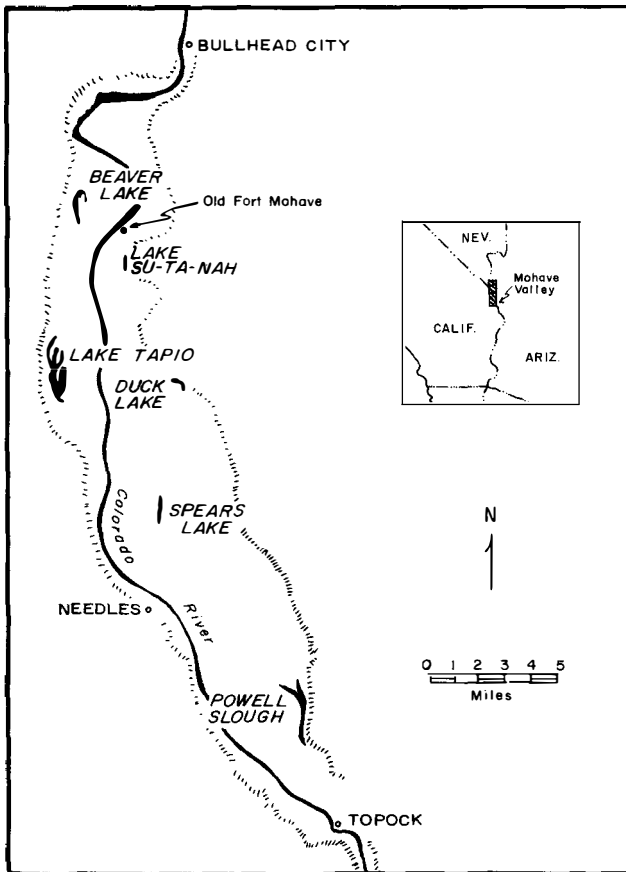 BULLHEAD CITY
BEAVER
LAKE
Old Fort Mohave
LAKE
SU-TA-NAH
NEV.
Mohave
Valley
CALIF.
ARIZ.
LAKE TAPIO
DUCK
LAKE
Colorado
SPEARS
LAKE
N
NEEDLES
River
0 1 2 3 4 5
Miles
POWELL
SLOUGH
TOPOCK